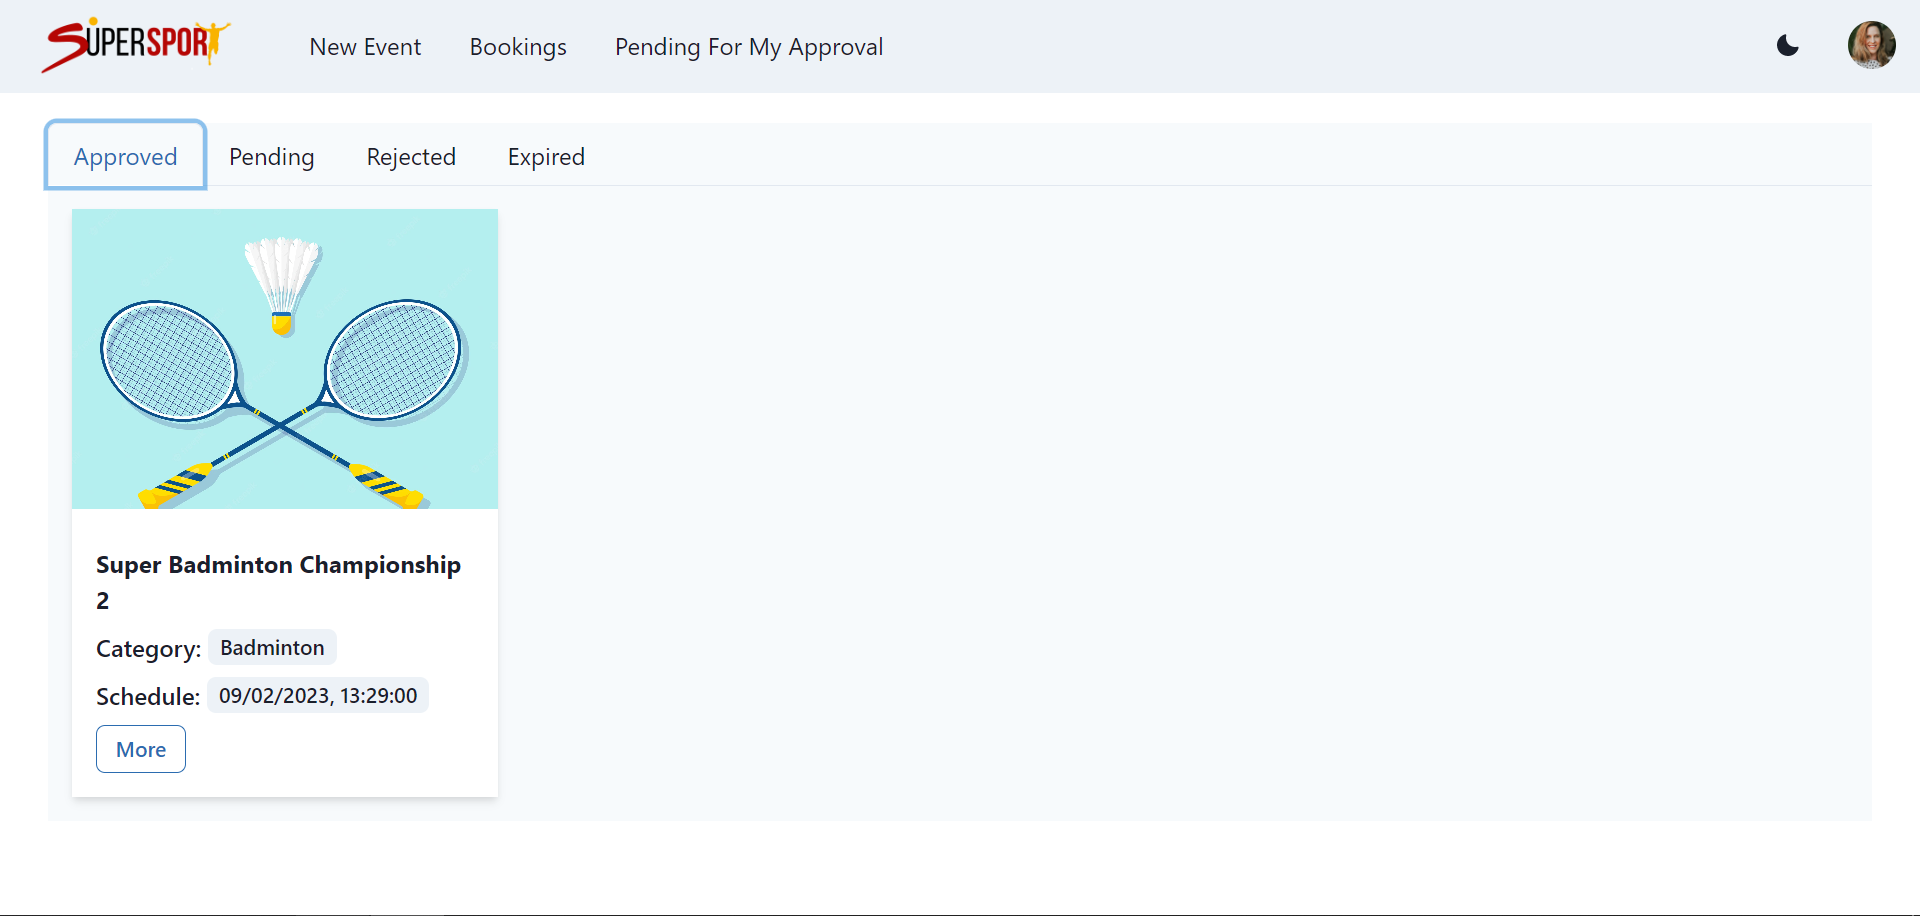 SUPERSPORT
New Event
Bookings
Pending For My Approval
Approved
Pending
Rejected
Expired
Super Badminton Championship
2
Category: Badminton
Schedule: 09/02/2023, 13:29:00
More